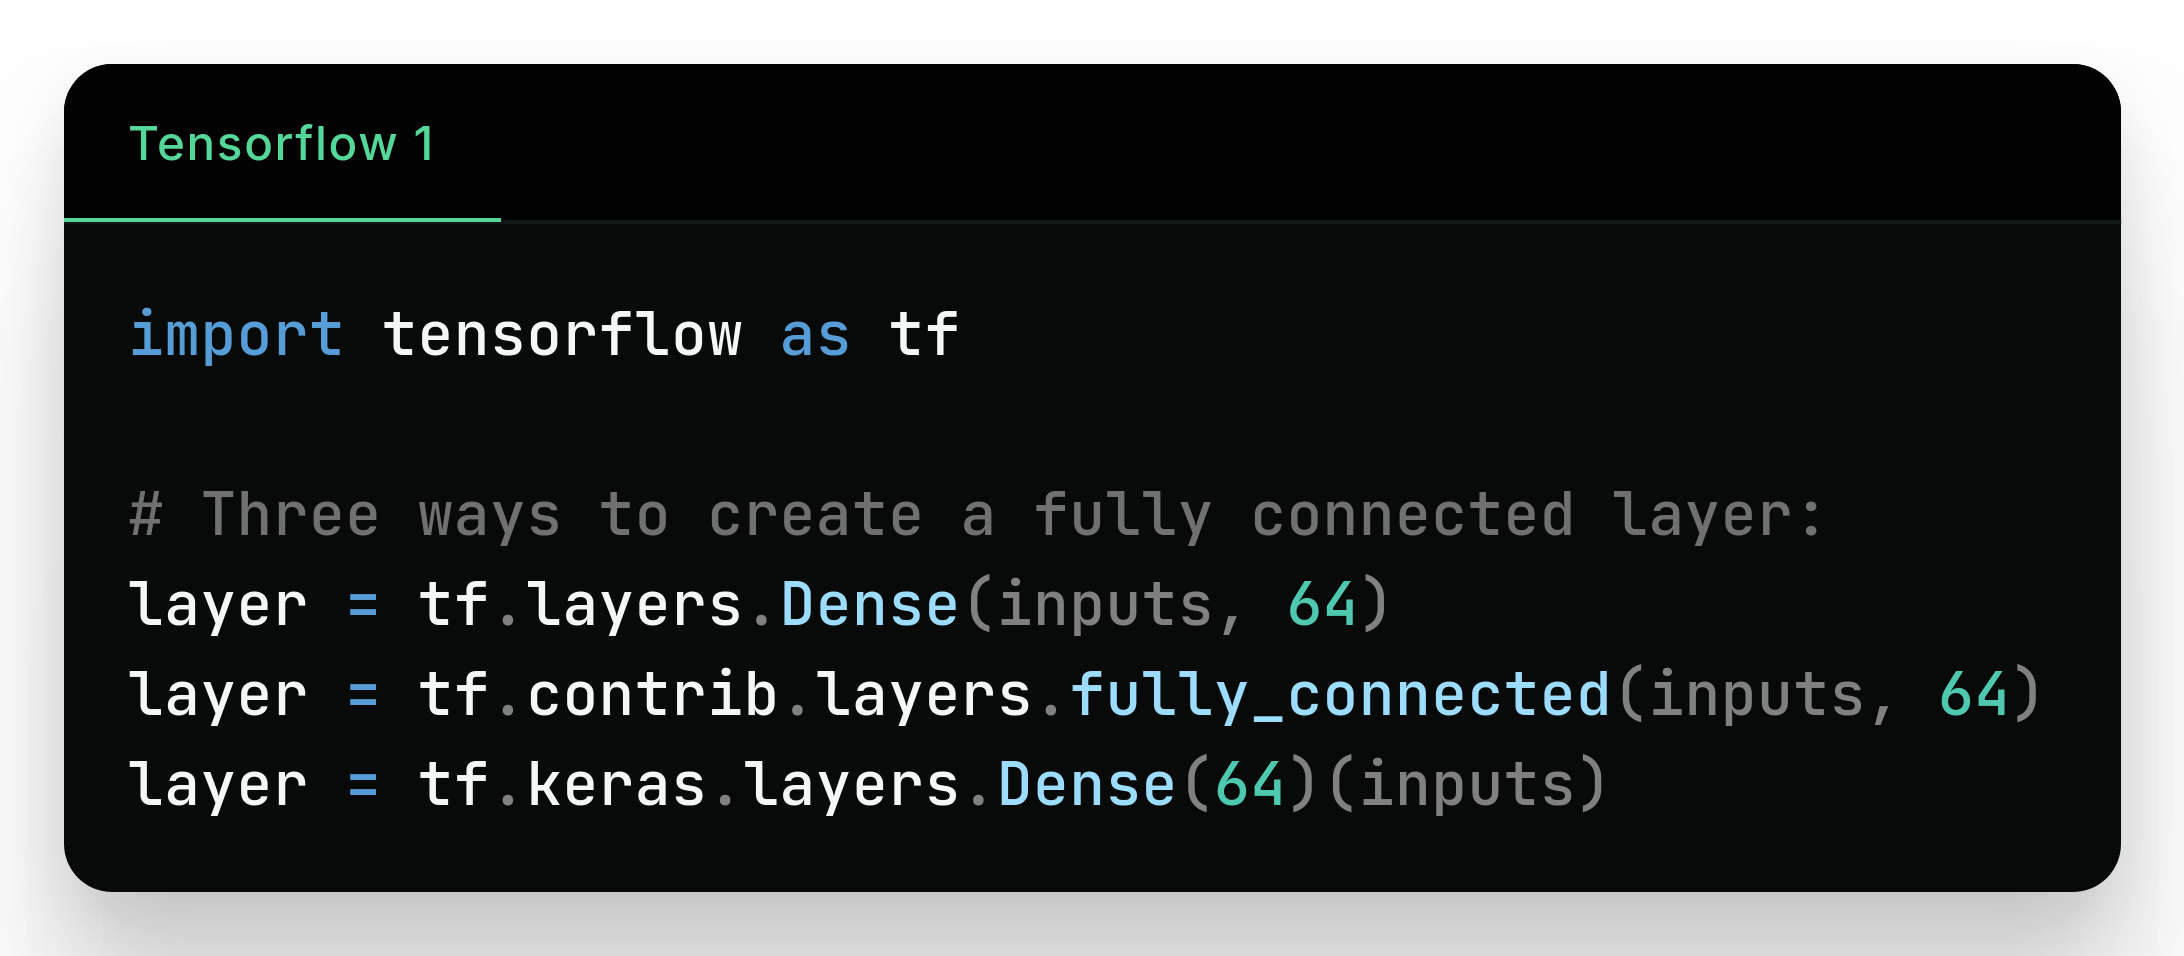 Tensorflow 1
import tensorflow as tf
# Three ways to create a fully connected layer:
layer = tf.layers.Dense(inputs, 64)
layer = tf.contrib.layers.fully_connected(inputs, 64)
layer = tf.keras.layers.Dense(64)(inputs)